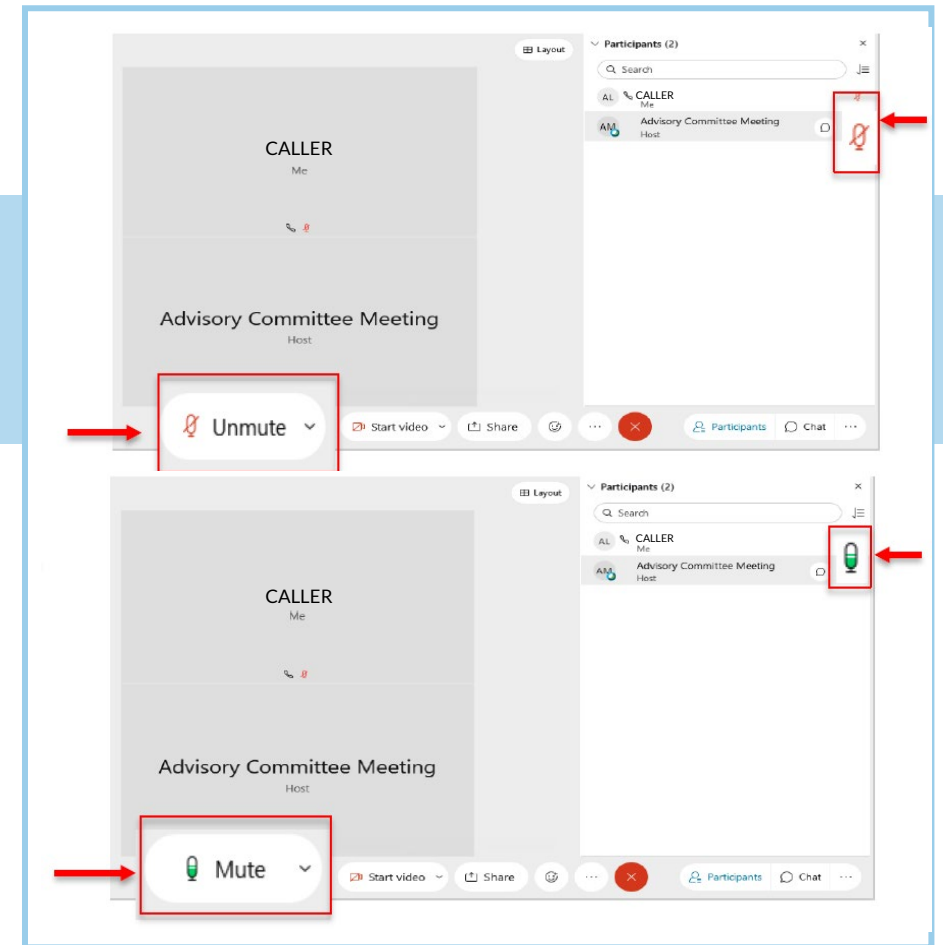 Layout
Participants (2)
Search
AL CALLER
Me
AM Advisory Committee Meeting
Host
CALLER
Me
Advisory Committee Meeting
Host
Unmute
Start video
Share
Participants
Chat
Layout
Participants (2)
Search
AL CALLER
Me
AM Advisory Committee Meeting
Host
CALLER
Me
Advisory Committee Meeting
Host
Mute
Start video
Share
Participants
Chat